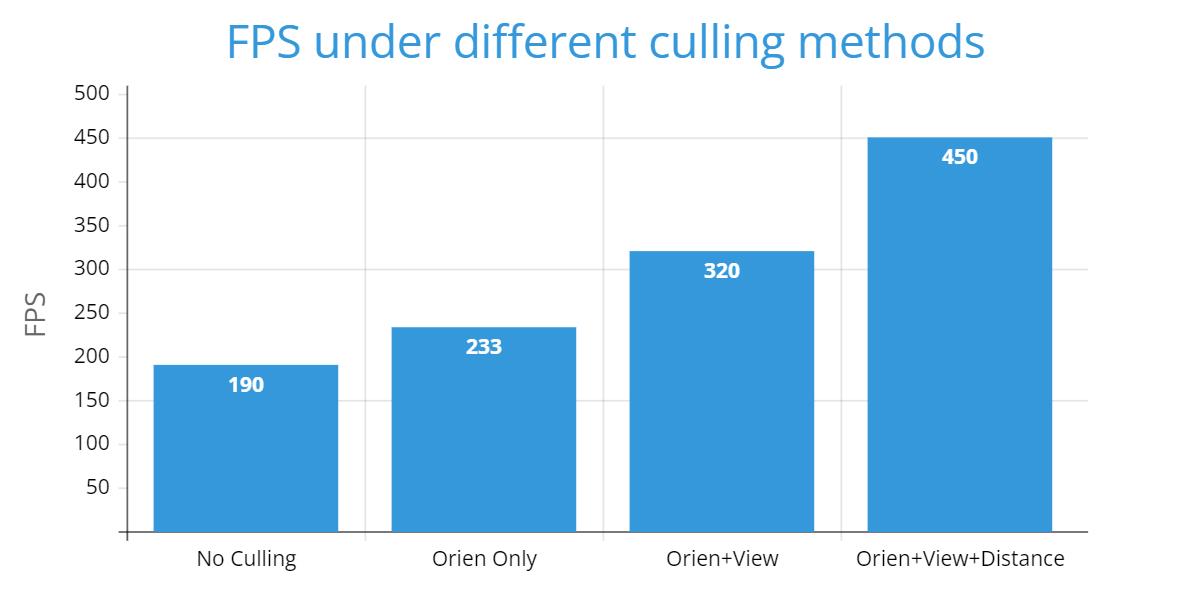 FPS under different culling methods
500
450
400
350
300
250
200
150
100
50
FPS
190
233
320
450
No Culling
Orien Only
Orien+View
Orien+View+Distance